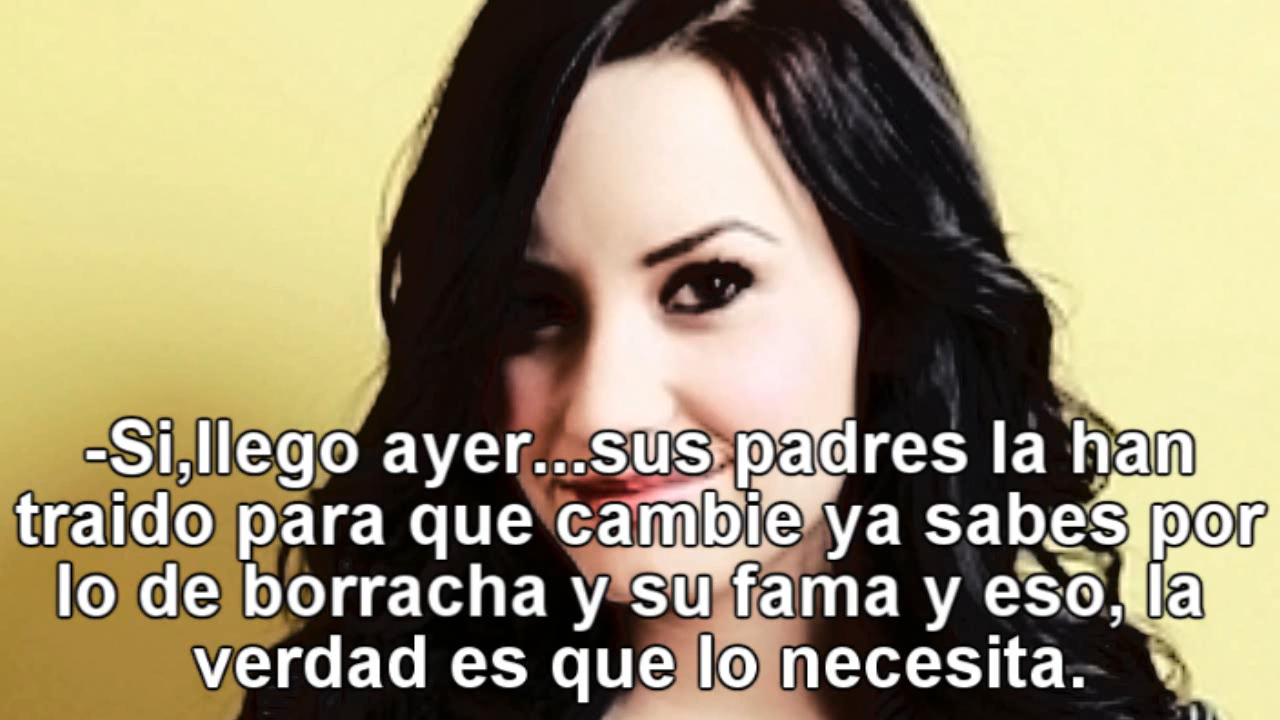 -Si,llego ayer...sus padres la han
traido para que cambie ya sabes por
lo de borracha y su fama y eso, la
verdad es que lo necesita.